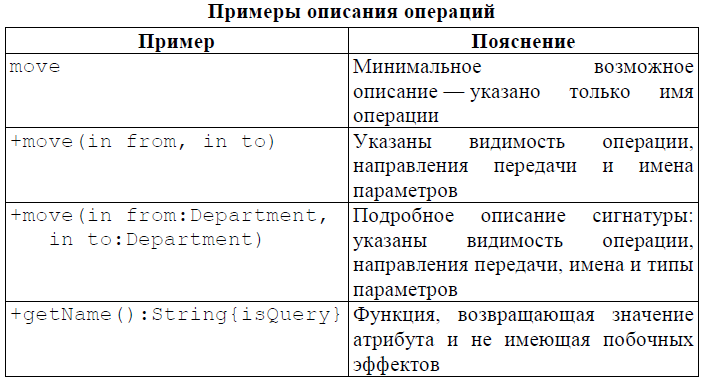 Примеры описания операций
Пример Пояснение
move Минимальное возможное
описание — указано только имя
операции
+move(in from, in to) Указаны видимость операции,
направления передачи и имена
параметров
+move(in from:Department, Подробное описание сигнатуры:
in to:Department) указаны видимость операции,
направления передачи, имена и типы
параметров
+getName():String{isQuery} Функция, возвращающая значение
атрибута и не имеющая побочных
эффектов